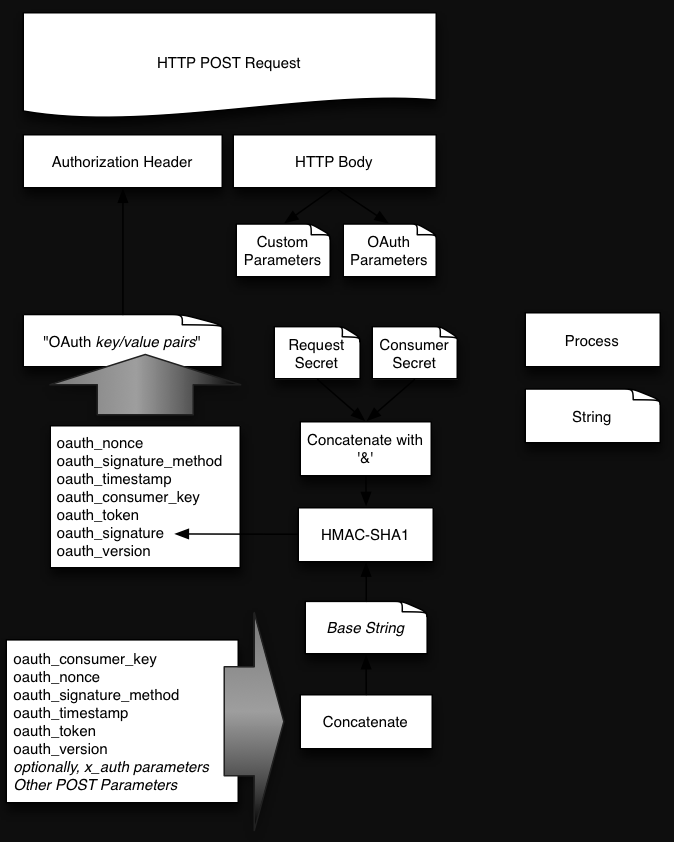 HTTP POST Request
Authorization Header
HTTP Body
Custom
Parameters
OAuth
Parameters
"OAuth key/value pairs"
Request
Secret
Consumer
Secret
Process
String
Concatenate with
'&'
oauth_nonce
oauth_signature_method
oauth_timestamp
oauth_consumer_key
oauth_token
oauth_signature
oauth_version
HMAC-SHA1
Base String
oauth_consumer_key
oauth_nonce
oauth_signature_method
oauth_timestamp
oauth_token
oauth_version
optionally, x_auth parameters
Other POST Parameters
Concatenate